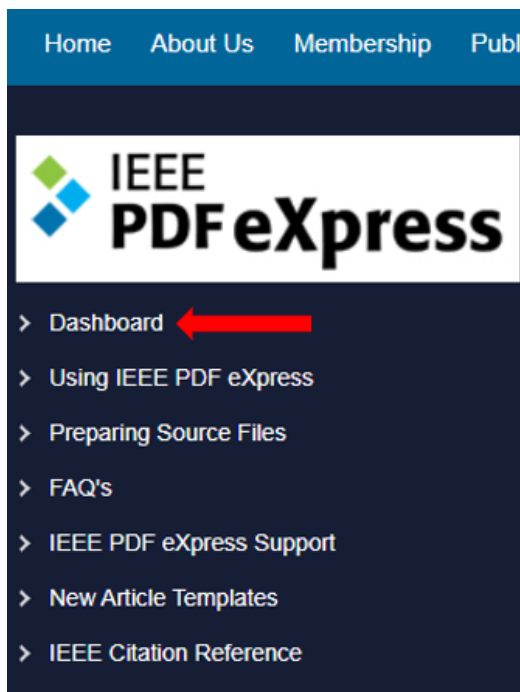 Home About Us Membership Publ
IEEE
PDF eXpress
Dashboard
Using IEEE PDF eXpress
Preparing Source Files
FAQ's
IEEE PDF eXpress Support
New Article Templates
IEEE Citation Reference